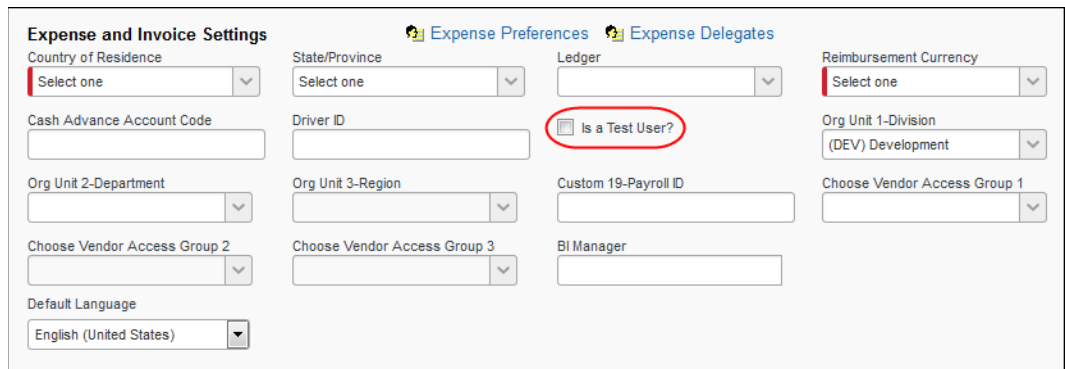 Expense and Invoice Settings Expense Preferences Expense Delegates
Country of Residence State/Province Ledger Reimbursement Currency
Select one Select one Select one
Cash Advance Account Code Driver ID Is a Test User? Org Unit 1-Division
(DEV) Development
Org Unit 2-Department Org Unit 3-Region Custom 19-Payroll ID Choose Vendor Access Group 1
Choose Vendor Access Group 2 Choose Vendor Access Group 3 BI Manager
Default Language
English (United States)